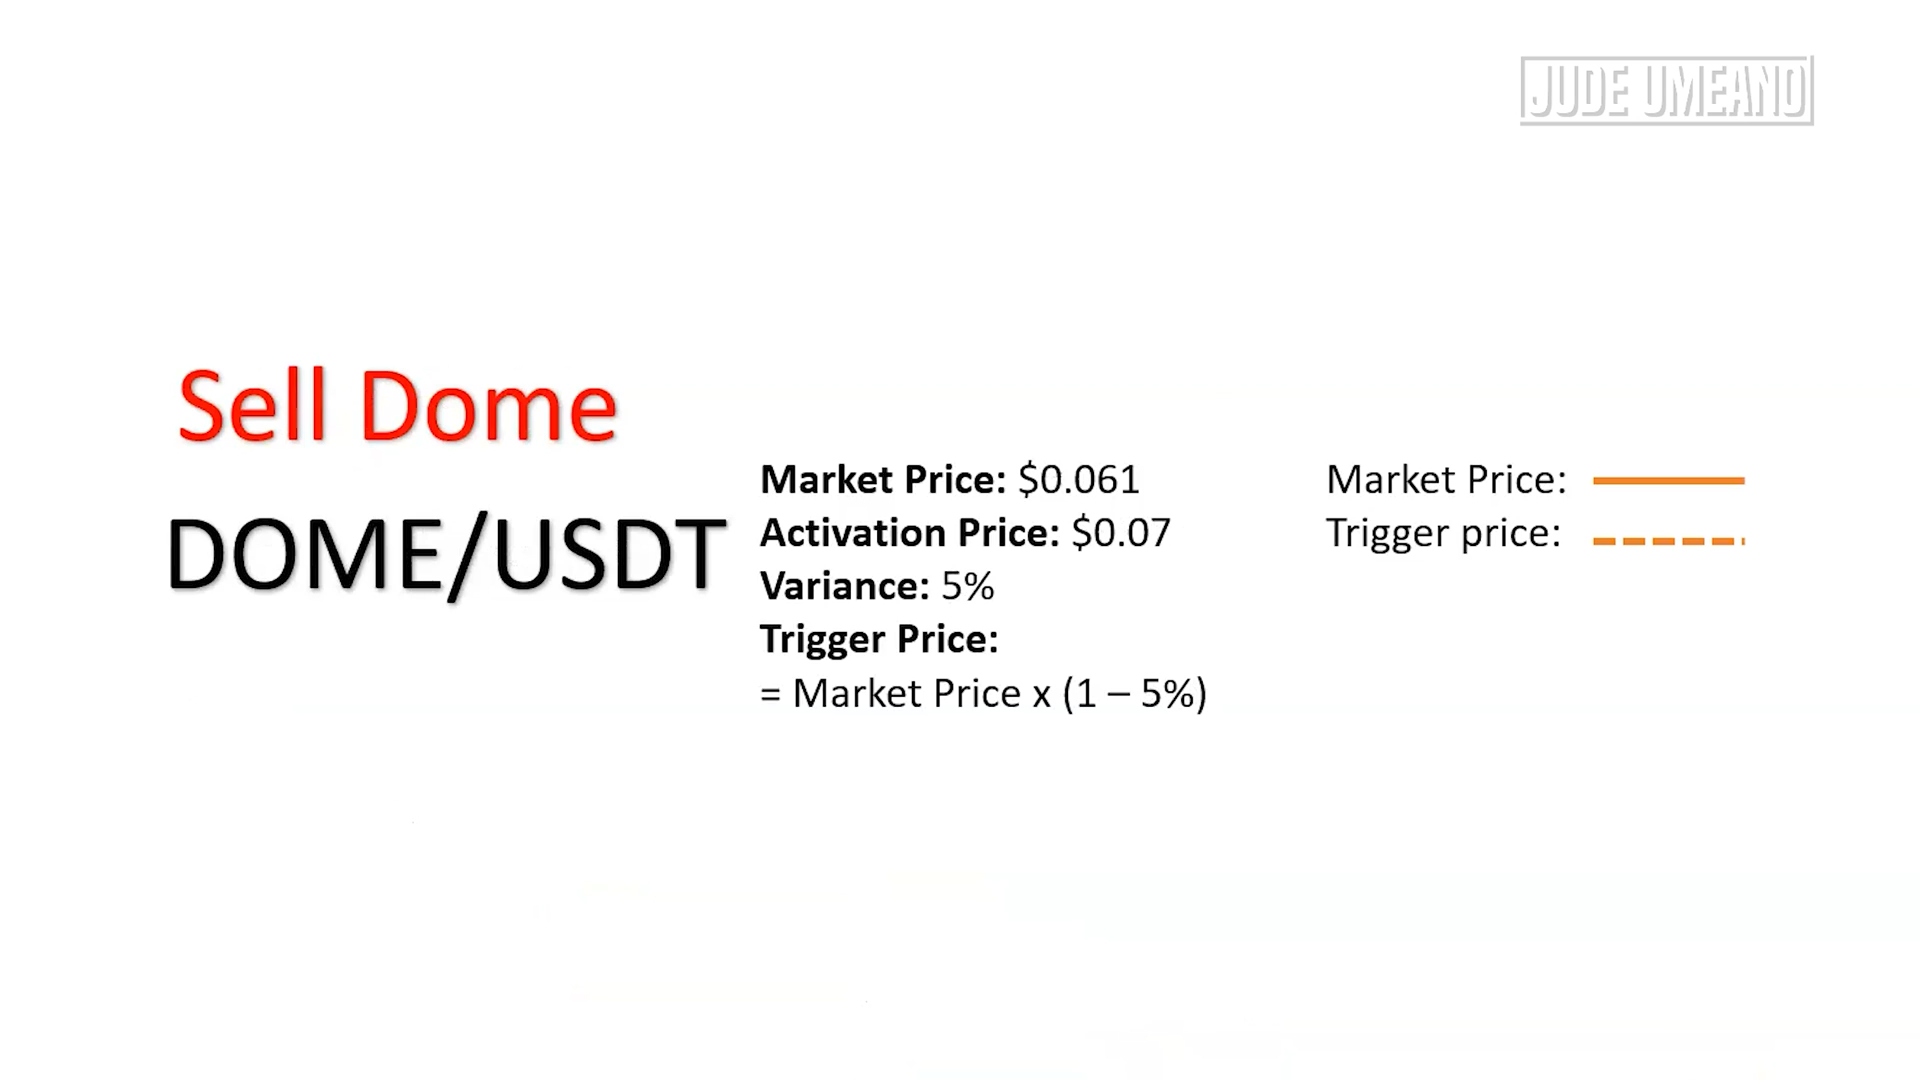 JUDE UMEANO
Sell Dome
DOME/USDT
Market Price: $0.061
Activation Price: $0.07
Variance: 5%
Trigger Price:
= Market Price x (1 – 5%)
Market Price:
Trigger price: